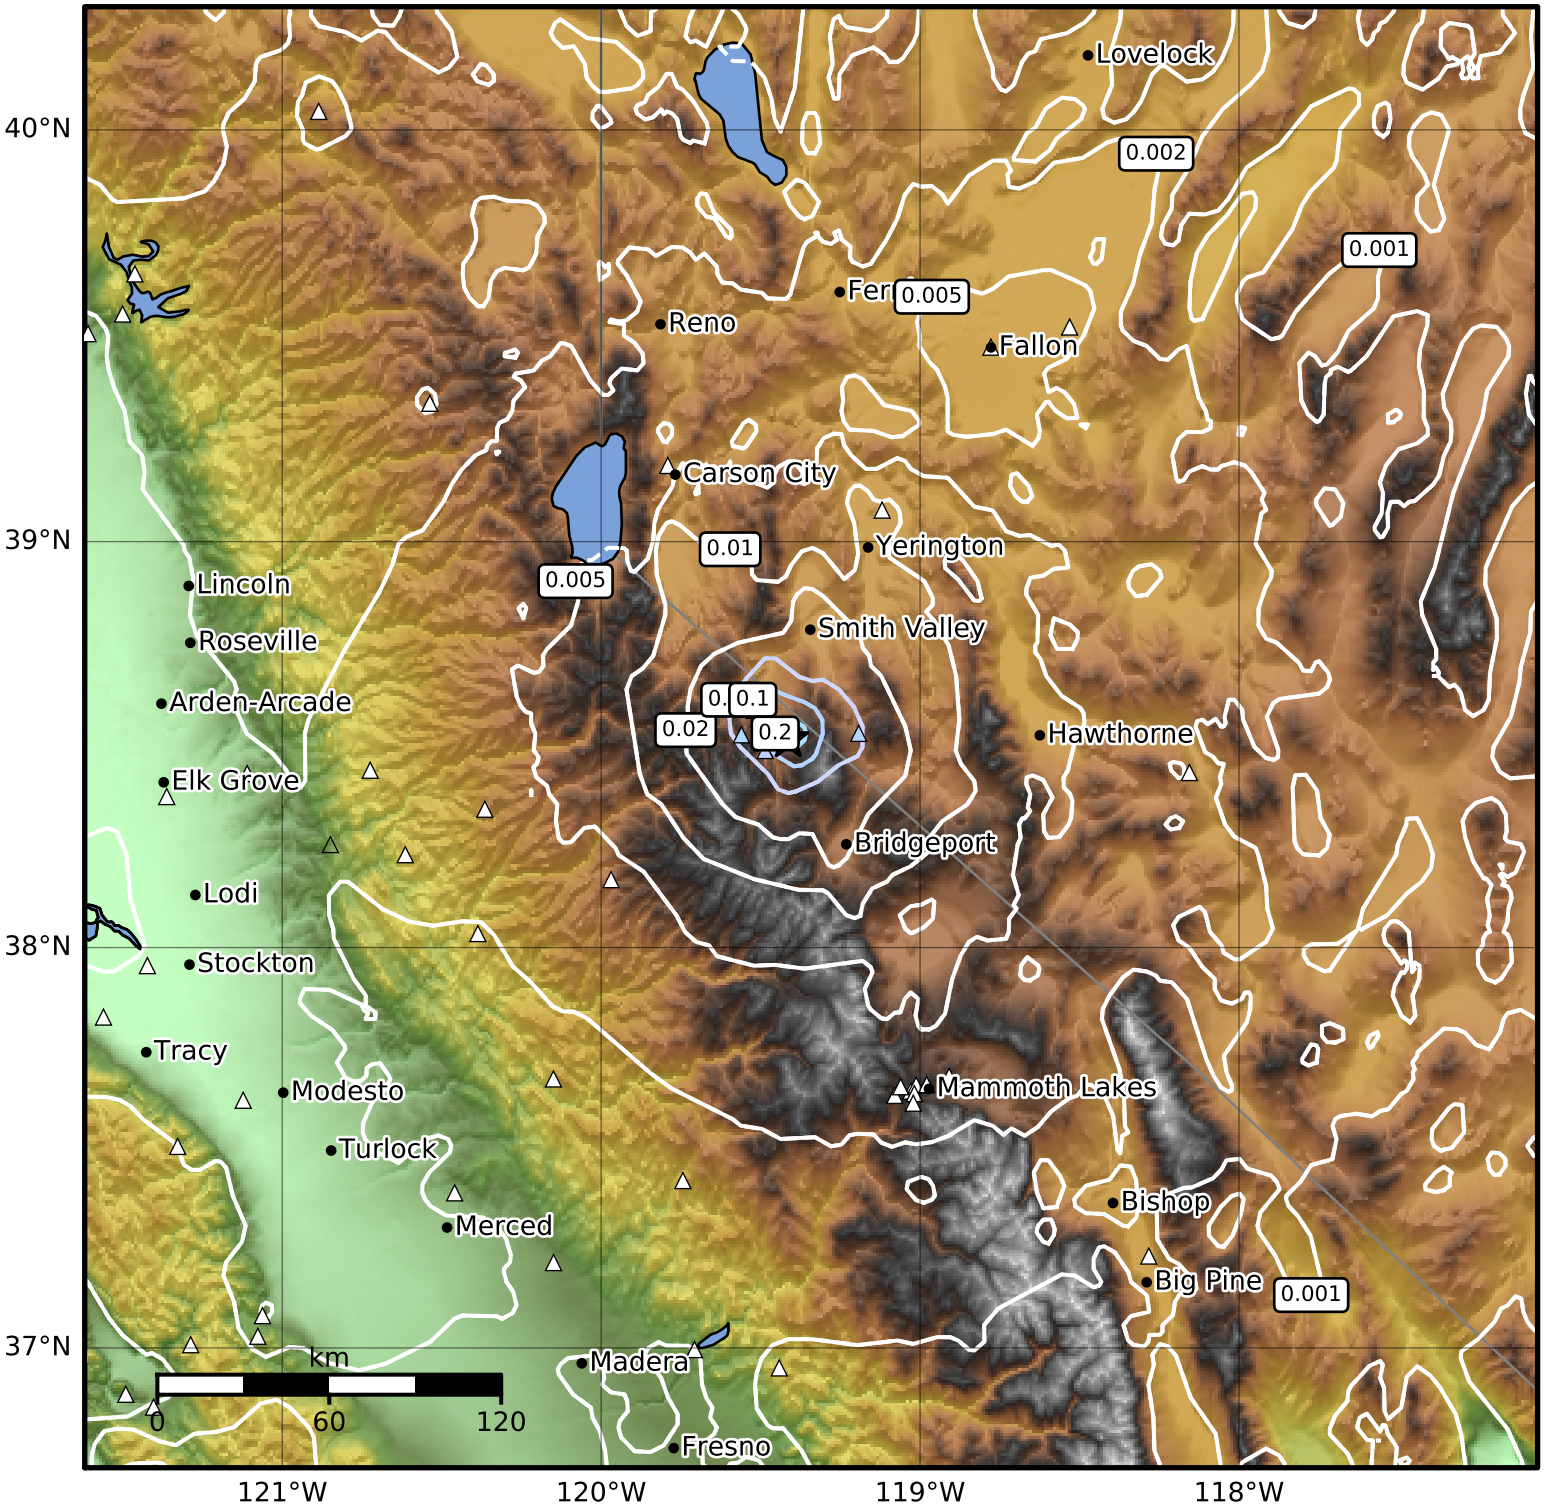 Lovelock
40°N
0.002
0.001
0.005
Reno
Fallon
Carson City
39°N
0.01
Yerington
0.005
Lincoln
Smith Valley
Roseville
Arden-Arcade
0.1
0.02
0.2
Hawthorne
Elk Grove
Bridgeport
Lodi
38°N
Stockton
Tracy
Mammoth Lakes
Modesto
Turlock
Bishop
Merced
Big Pine
0.001
37°N
km
Madera
0
60
120
Fresno
121°W
120°W
119°W
118°W